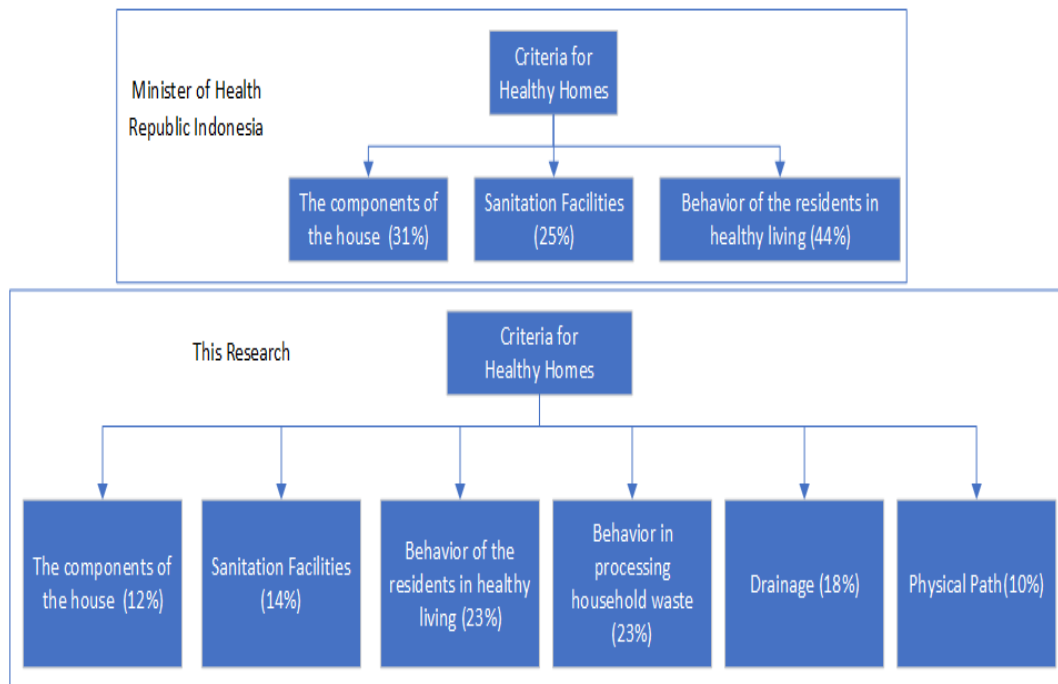 Criteria for
Healthy Homes
Minister of Health
Republic Indonesia
The components of
the house (31%)
Sanitation Facilities
(25%)
Behavior of the residents in
healthy living (44%)
This Research
Criteria for
Healthy Homes
The components of
the house (12%)
Sanitation Facilities
(14%)
Behavior of the
residents in healthy
living (23%)
Behavior in
processing
household waste
(23%)
Drainage (18%)
Physical Path(10%)